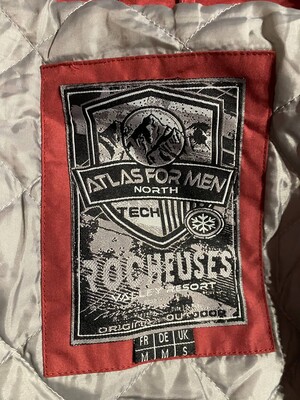 ATLAS FOR MEN
NORTH
TECH
ROCHEUSES
VALLEY RESORT
ORIGINAL OUTDOOR
FR DE UK
M M S